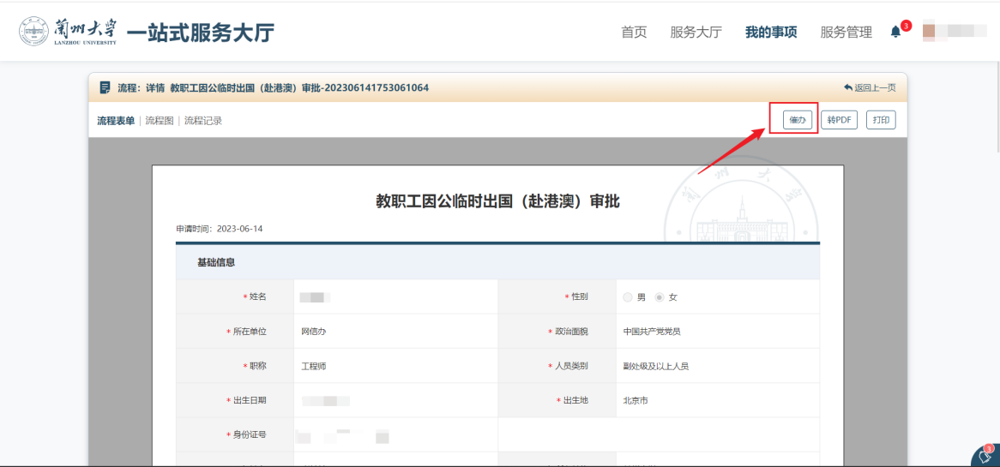 兰州大学
LANZHOU UNIVERSITY
一站式服务大厅
首页 服务大厅 我的事项 服务管理 3
流程：详情 教职工因公临时出国（赴港澳）审批-202306141753061064 返回上一页
流程表单 | 流程图 | 流程记录 催办 转PDF 打印
兰州大学
教职工因公临时出国（赴港澳）审批
申请时间：2023-06-14
基础信息
* 姓名 * 性别 男 女
* 所在单位 网信办 * 政治面貌 中国共产党党员
* 职称 工程师 * 人员类别 副处级及以上人员
* 出生日期 * 出生地 北京市
* 身份证号
3